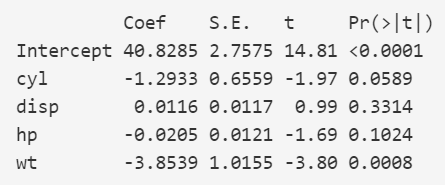 Coef S.E. t Pr(>|t|)
Intercept 40.8285 2.7575 14.81 <0.0001
cyl -1.2933 0.6559 -1.97 0.0589
disp 0.0116 0.0117 0.99 0.3314
hp -0.0205 0.0121 -1.69 0.1024
wt -3.8539 1.0155 -3.80 0.0008